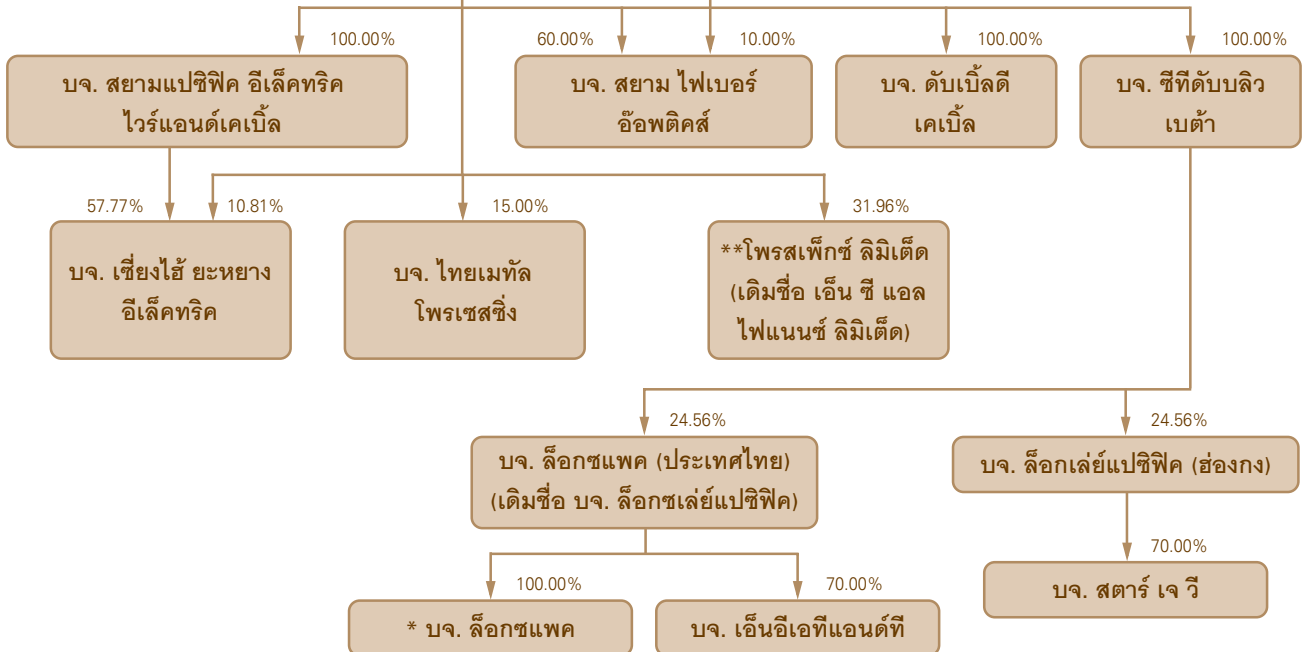 100.00%
60.00%
10.00%
100.00%
100.00%
บจ. สยามแปซิฟิค อีเล็คทริค
ไวร์แอนด์เคเบิ้ล
บจ. สยาม ไฟเบอร์
อ๊อพติคส์
บจ. ดับเบิ้ลดี
เคเบิ้ล
บจ. ซีทีดับบลิว
เบต้า
57.77%
10.81%
15.00%
31.96%
บจ. เซี่ยงไฮ้ ยะหยาง
อีเล็คทริค
บจ. ไทยเมทัล
โพรเซสซิ่ง
**โพรสเพ็กซ์ ลิมิเต็ด
(เดิมชื่อ เอ็น ซี แอล
ไฟแนนซ์ ลิมิเต็ด)
24.56%
24.56%
บจ. ล็อกซแพค (ประเทศไทย)
(เดิมชื่อ บจ. ล็อกซเล่ย์แปซิฟิค)
บจ. ล็อกเล่ย์แปซิฟิค (ฮ่องกง)
100.00%
70.00%
70.00%
* บจ. ล็อกซแพค
บจ. เอ็นอีเอทีแอนด์ที
บจ. สตาร์ เจ วี